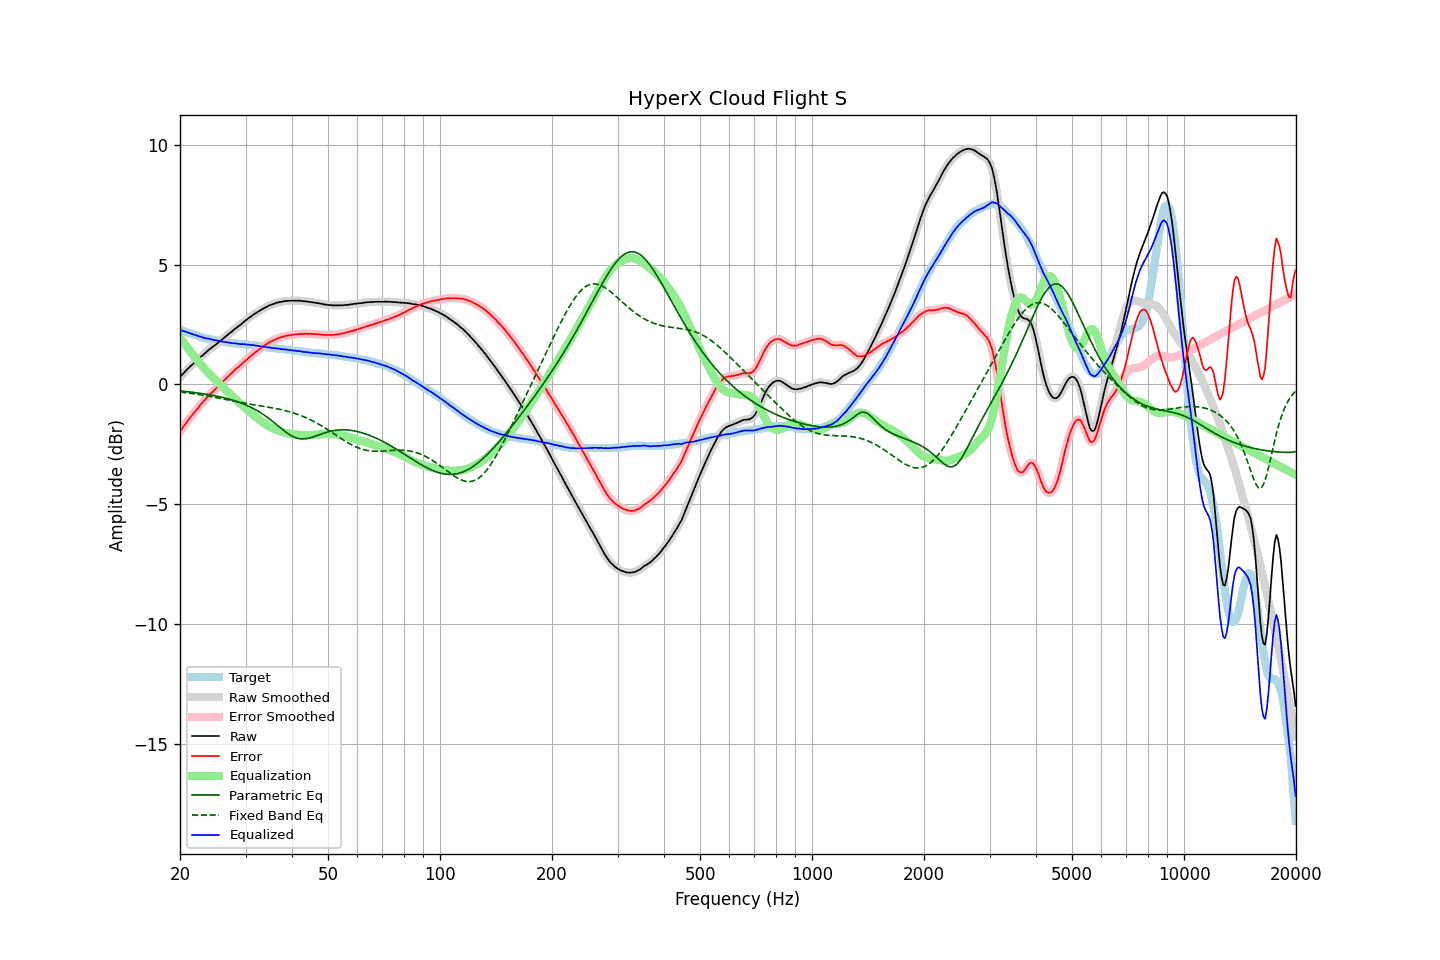 HyperX Cloud Flight S
10
5
0
−5
−10
−15
Amplitude (dBr)
Target
Raw Smoothed
Error Smoothed
Raw
Error
Equalization
Parametric Eq
Fixed Band Eq
Equalized
20 50 100 200 500 1000 2000 5000 10000 20000
Frequency (Hz)